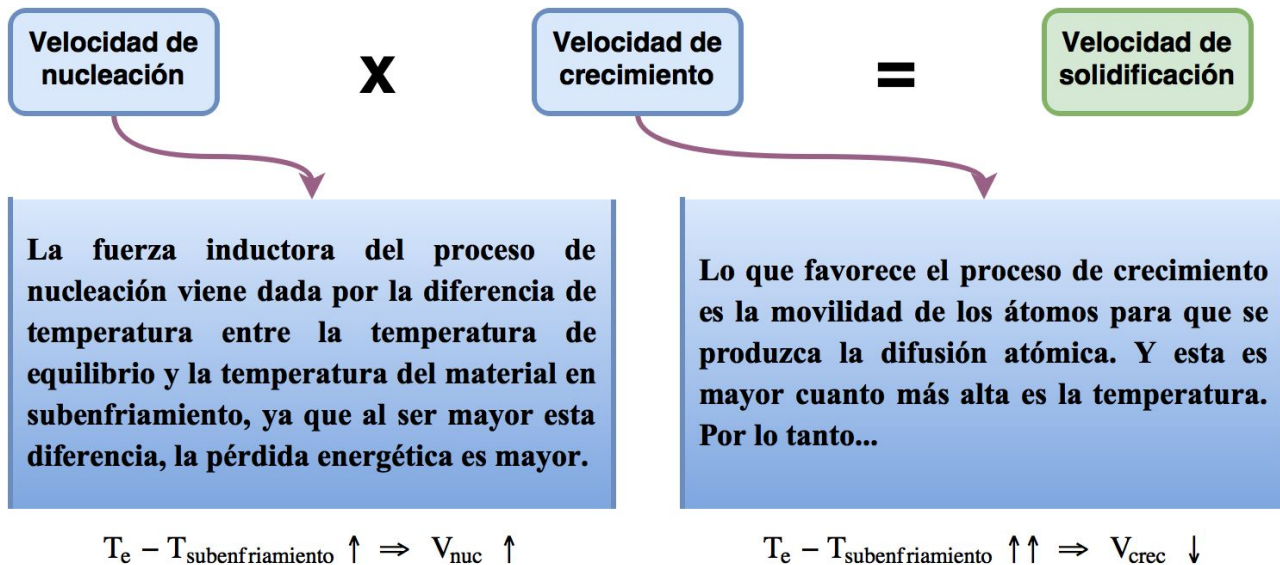 Velocidad de
nucleación
X
Velocidad de
crecimiento
=
Velocidad de
solidificación
La fuerza inductora del proceso de
nucleación viene dada por la diferencia de
temperatura entre la temperatura de
equilibrio y la temperatura del material en
subenfriamiento, ya que al ser mayor esta
diferencia, la pérdida energética es mayor.
Lo que favorece el proceso de crecimiento
es la movilidad de los átomos para que se
produzca la difusión atómica. Y esta es
mayor cuanto más alta es la temperatura.
Por lo tanto...
Te − Tsubenfriamiento ↑ ⇒ Vnuc ↑
Te − Tsubenfriamiento ↑↑ ⇒ Vcrec ↓